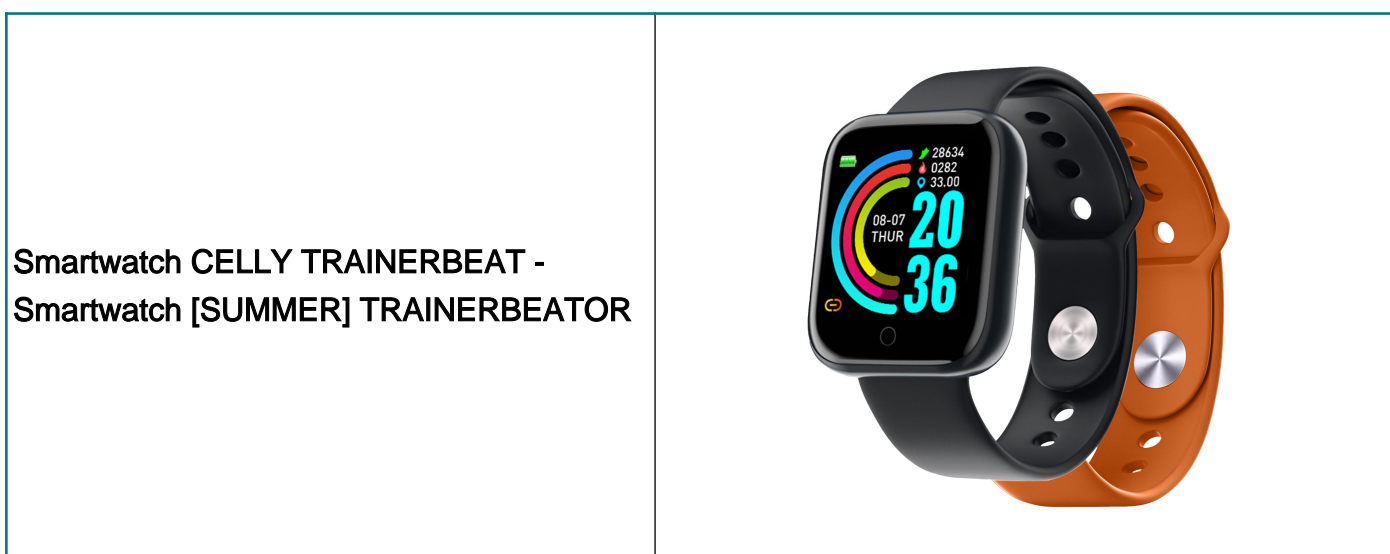 Smartwatch CELLY TRAINERBEAT -
Smartwatch [SUMMER] TRAINERBEATOR
28634
0282
33.00
08-07
THUR
20
36